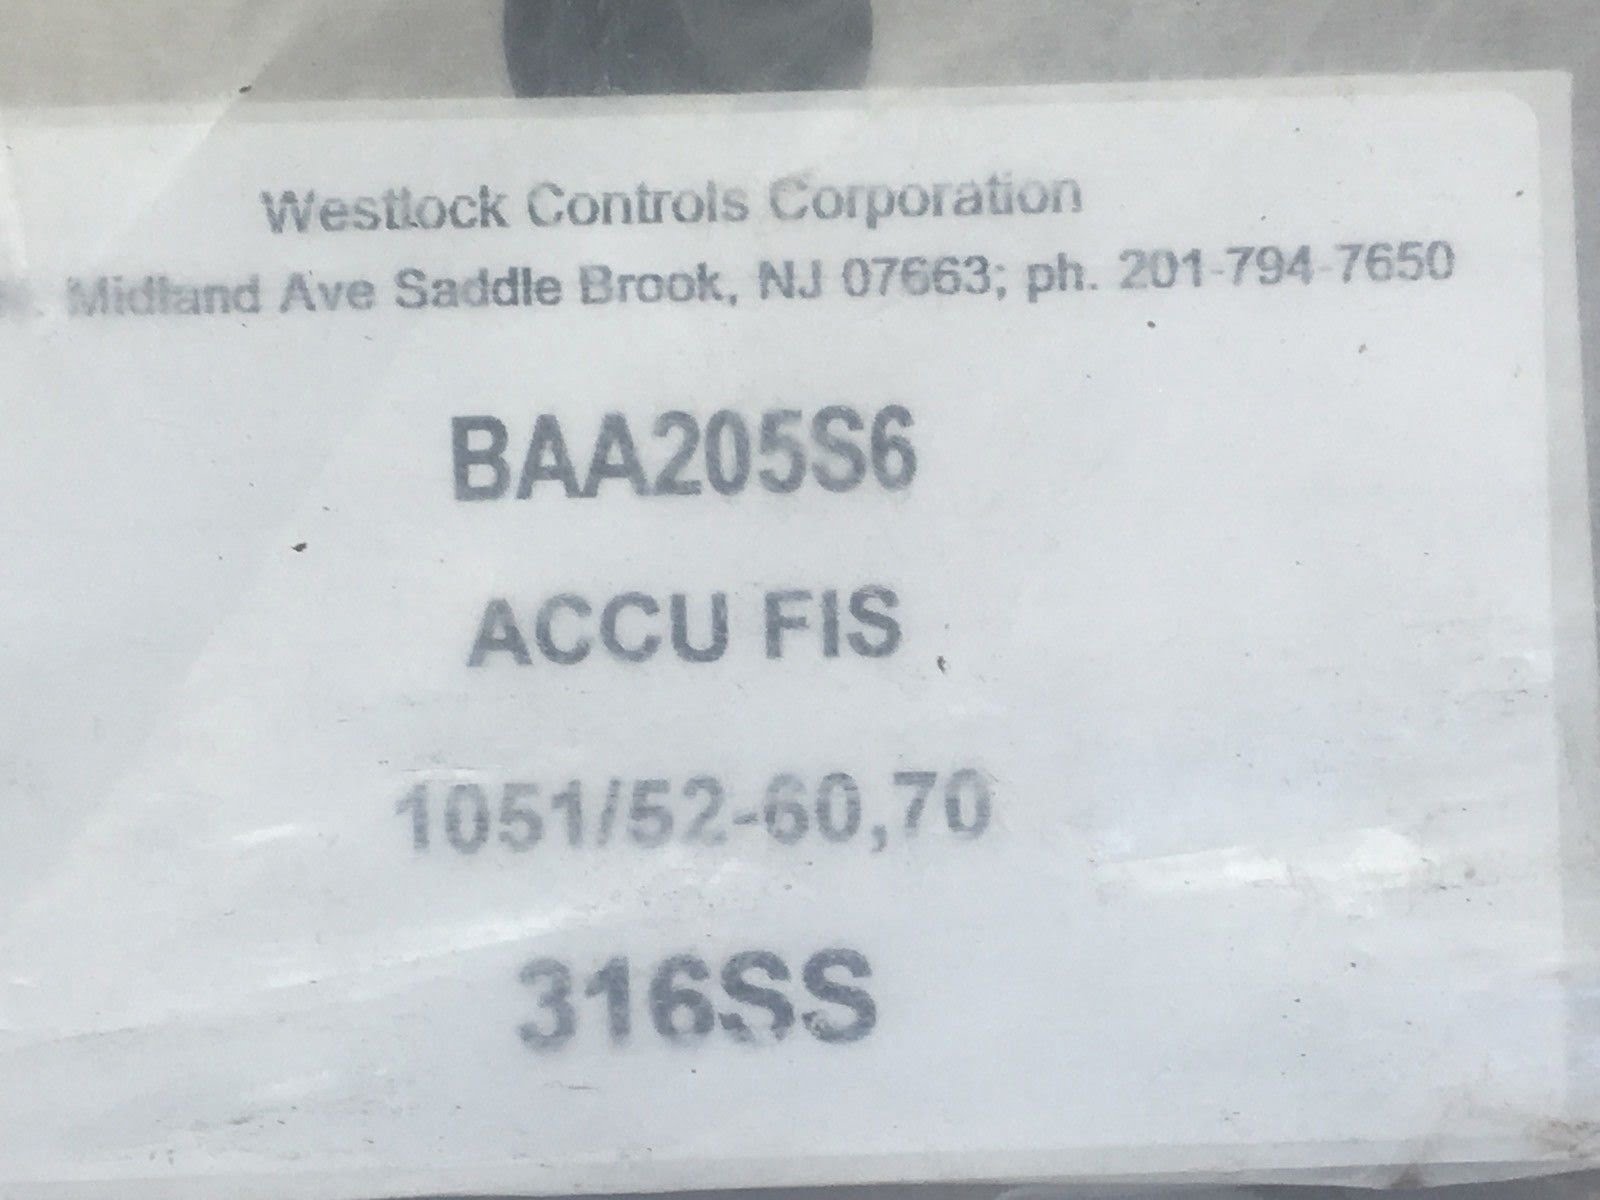 Westlock Controls Corporation
Midland Ave Saddle Brook, NJ 07663; ph. 201-794-7650
BAA205S6
ACCU FIS
1051/52-60,70
316SS